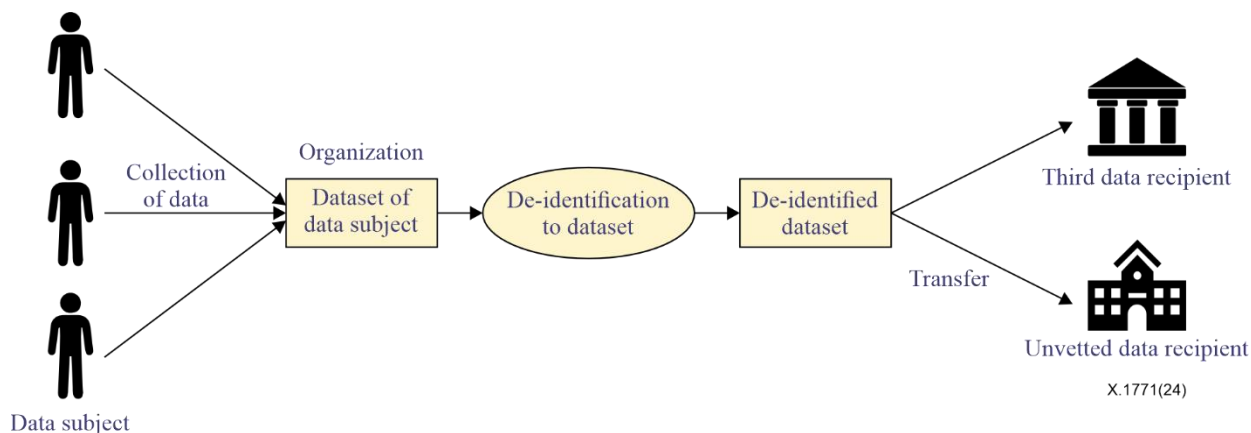 Organization
Collection
of data
Dataset of
data subject
De-identification
to dataset
De-identified
dataset
Third data recipient
Transfer
Unvetted data recipient
X.1771(24)
Data subject